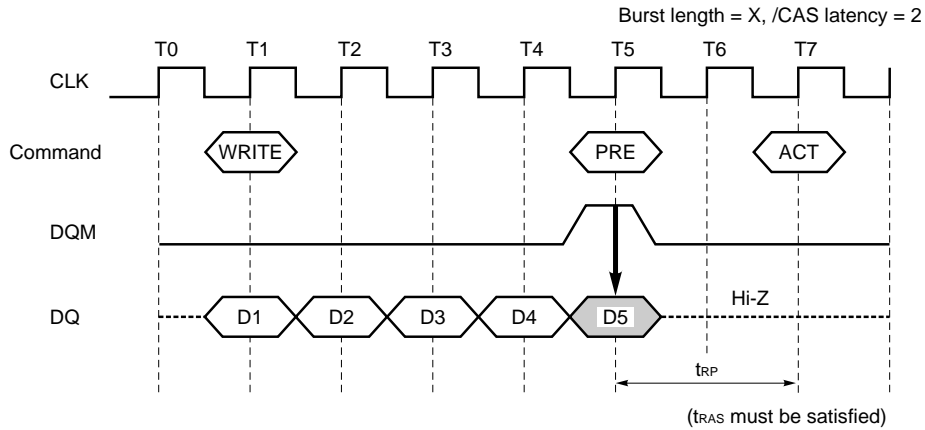 Burst length = X, /CAS latency = 2
T0 T1 T2 T3 T4 T5 T6 T7
CLK
Command WRITE PRE ACT
DQM
DQ D1 D2 D3 D4 D5 Hi-Z
tRP
(tRAS must be satisfied)